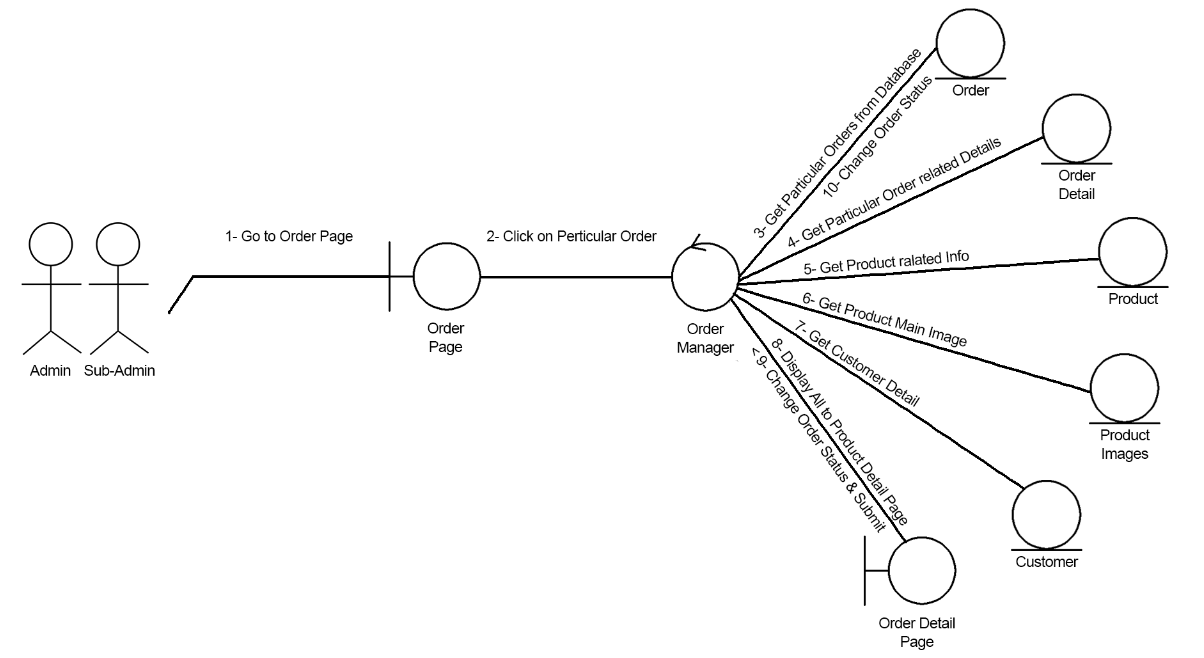 3- Get Particular Orders from Database
10- Change Order Status
Order
4- Get Particular Order related Details
Order
Detail
1- Go to Order Page
2- Click on Perticular Order
5- Get Product ralated Info
Product
Order
Page
Order
Manager
6- Get Product Main Image
7- Get Customer Detail
8- Display All to Product Detail Page
< 9- Change Order Status & Submit
Admin
Sub-Admin
Product
Images
Customer
Order Detail
Page